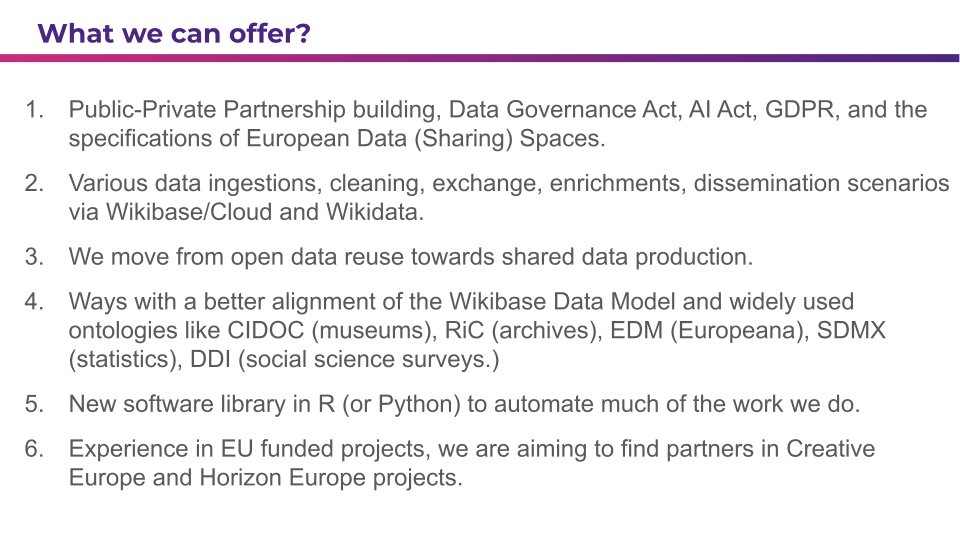 What we can offer?
1. Public-Private Partnership building, Data Governance Act, AI Act, GDPR, and the
specifications of European Data (Sharing) Spaces.
2. Various data ingestions, cleaning, exchange, enrichments, dissemination scenarios
via Wikibase/Cloud and Wikidata.
3. We move from open data reuse towards shared data production.
4. Ways with a better alignment of the Wikibase Data Model and widely used
ontologies like CIDOC (museums), RiC (archives), EDM (Europeana), SDMX
(statistics), DDI (social science surveys.)
5. New software library in R (or Python) to automate much of the work we do.
6. Experience in EU funded projects, we are aiming to find partners in Creative
Europe and Horizon Europe projects.